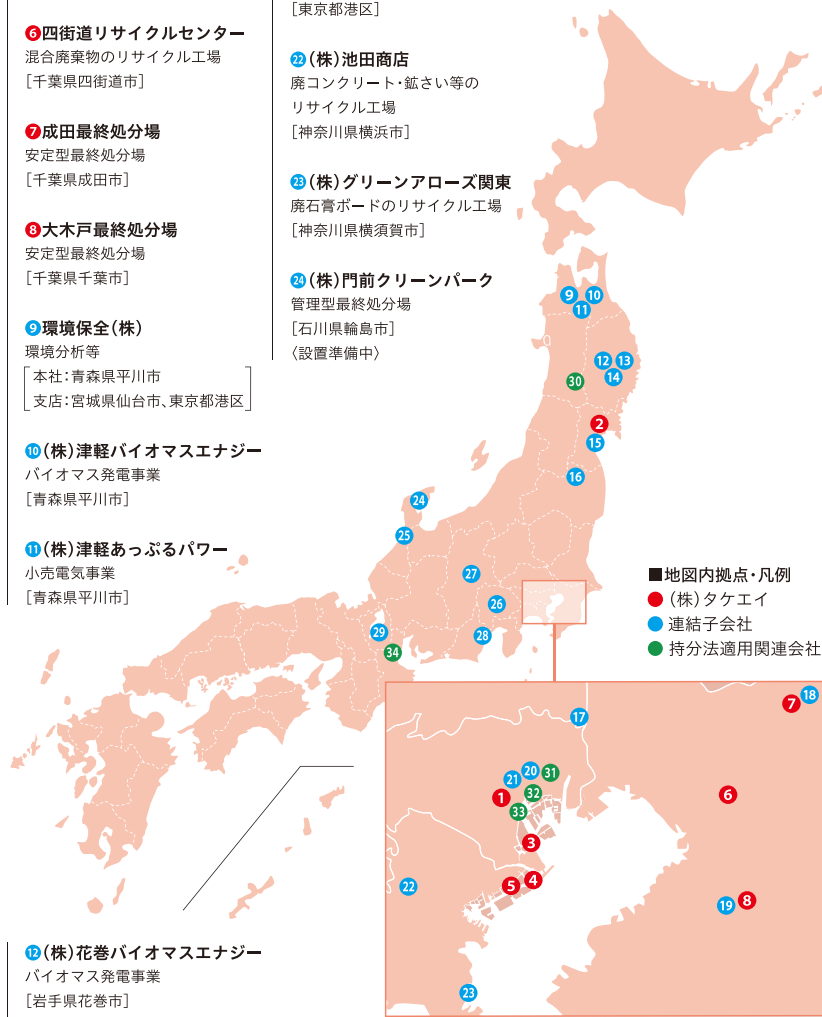 ❻四街道リサイクルセンター
混合廃棄物のリサイクル工場
[千葉県四街道市]
❼成田最終処分場
安定型最終処分場
[千葉県成田市]
❽大木戸最終処分場
安定型最終処分場
[千葉県千葉市]
❾環境保全(株)
環境分析等
本社:青森県平川市
支店:宮城県仙台市、東京都港区
❿(株)津軽バイオマスエナジー
バイオマス発電事業
[青森県平川市]
⓫(株)津軽あっぷるパワー
小売電気事業
[青森県平川市]
⓬(株)花巻バイオマスエナジー
バイオマス発電事業
[岩手県花巻市]
[東京都港区]
㉒(株)池田商店
廃コンクリート・鉱さい等の
リサイクル工場
[神奈川県横浜市]
㉓(株)グリーンアローズ関東
廃石膏ボードのリサイクル工場
[神奈川県横須賀市]
㉔(株)門前クリーンパーク
管理型最終処分場
[石川県輪島市]
〈設置準備中〉
9
10
11
12
13
14
30
2
15
16
24
25
27
26
28
29
34
■地図内拠点・凡例
●(株)タケエイ
●連結子会社
●持分法適用関連会社
17
7
18
21
20
31
1
32
33
6
3
5
4
22
19
8
23